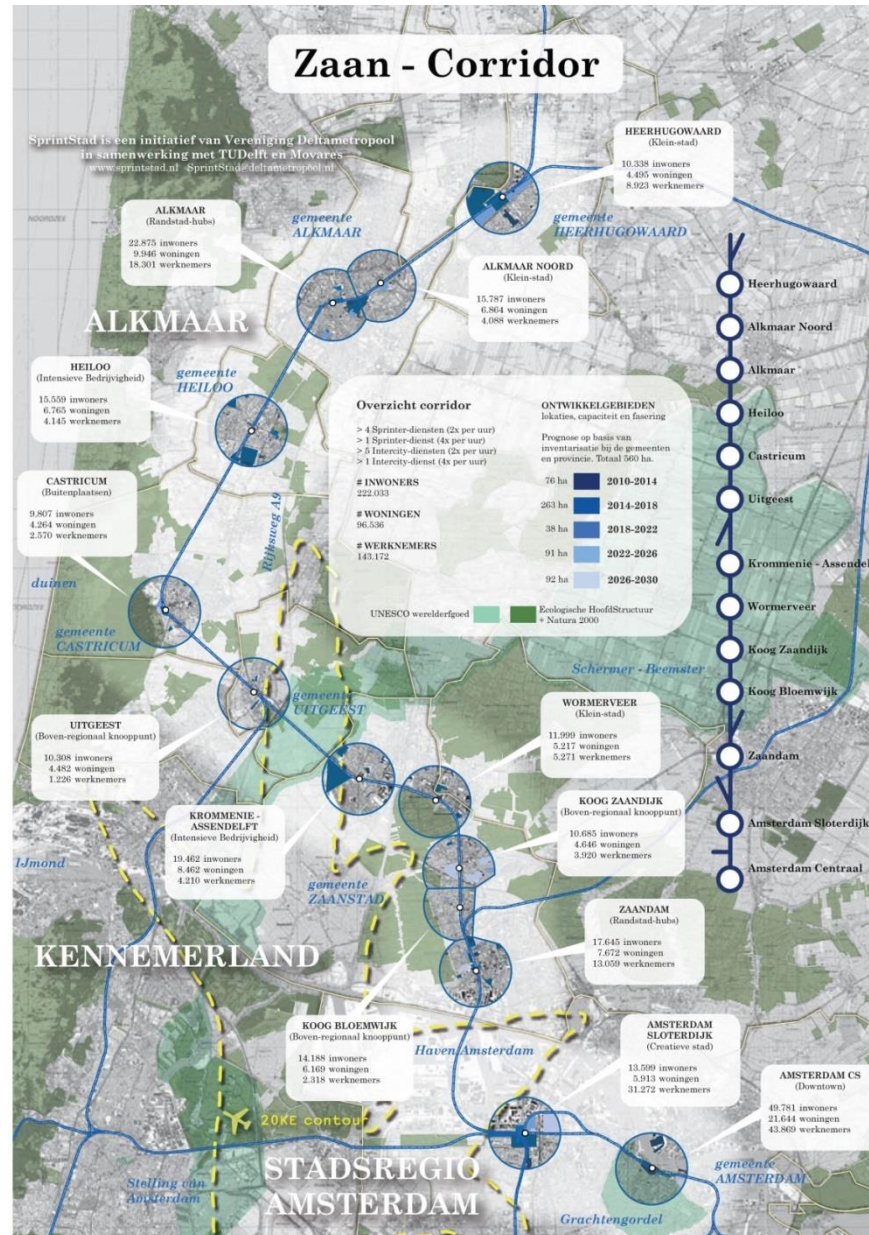 Zaan - Corridor
SprintStad is een initiatief van Vereniging Deltametropool
in samenwerking met TUDelft en Movares
www.sprintstad.nl -SprintStad@deltametropool.nl
NOORDZEE
HEERHUGOWAARD
(Klein-stad)
10.338 inwoners
4.495 woningen
8.923 werknemers
gemeente
HEERHUGOWAARD
ALKMAAR
(Randstad-hubs)
22.875 inwoners
9.946 woningen
18.301 werknemers
gemeente
ALKMAAR
ALKMAAR NOORD
(Klein-stad)
15.787 inwoners
6.864 woningen
4.088 werknemers
ALKMAAR
HEILOO
(Intensieve Bedrijvigheid)
15.559 inwoners
6.765 woningen
4.145 werknemers
gemeente
HEILOO
CASTRICUM
(Buitenplaatsen)
9.807 inwoners
4.264 woningen
2.570 werknemers
Rijksweg A9
duinen
gemeente
CASTRICUM
Overzicht corridor
> 4 Sprinter-diensten (2x per uur)
> 1 Sprinter-dienst (4x per uur)
> 5 Intercity-diensten (2x per uur)
> 1 Intercity-dienst (4x per uur)
# INWONERS
222.033
# WONINGEN
96.536
# WERKNEMERS
143.172
ONTWIKKELGEBIEDEN
lokaties, capaciteit en fasering
Prognose op basis van
inventarisatie bij de gemeenten
en provincie. Totaal 560 ha.
76 ha 2010-2014
263 ha 2014-2018
38 ha 2018-2022
91 ha 2022-2026
92 ha 2026-2030
UNESCO werelderfgoed
Ecologische HoofdStructuur
+ Natura 2000
Heerhugowaard
Alkmaar Noord
Alkmaar
Heiloo
Castricum
Uitgeest
Krommenie - Assendel
Wormerveer
Koog Zaandijk
Koog Bloemwijk
Zaandam
Amsterdam Sloterdijk
Amsterdam Centraal
Schermer - Beemster
gemeente
UITGEEST
UITGEEST
(Boven-regionaal knooppunt)
10.308 inwoners
4.482 woningen
1.226 werknemers
WORMERVEER
(Klein-stad)
11.999 inwoners
5.217 woningen
5.271 werknemers
KROMMENIE -
ASSENDELFT
(Intensieve Bedrijvigheid)
19.462 inwoners
8.462 woningen
4.210 werknemers
KOOG ZAANDIJK
(Boven-regionaal knooppunt)
10.685 inwoners
4.646 woningen
3.920 werknemers
IJmond
gemeente
ZAANSTAD
ZAANDAM
(Randstad-hubs)
17.645 inwoners
7.672 woningen
13.059 werknemers
KENNEMERLAND
KOOG BLOEMWIJK
(Boven-regionaal knooppunt)
14.188 inwoners
6.169 woningen
2.318 werknemers
Haven Amsterdam
AMSTERDAM
SLOTERDIJK
(Creatieve stad)
13.599 inwoners
5.913 woningen
31.272 werknemers
AMSTERDAM CS
(Downtown)
49.781 inwoners
21.644 woningen
43.869 werknemers
20KE contour
STADSREGIO
AMSTERDAM
Stelling van
Amsterdam
gemeente
AMSTERDAM
Grachtengordel